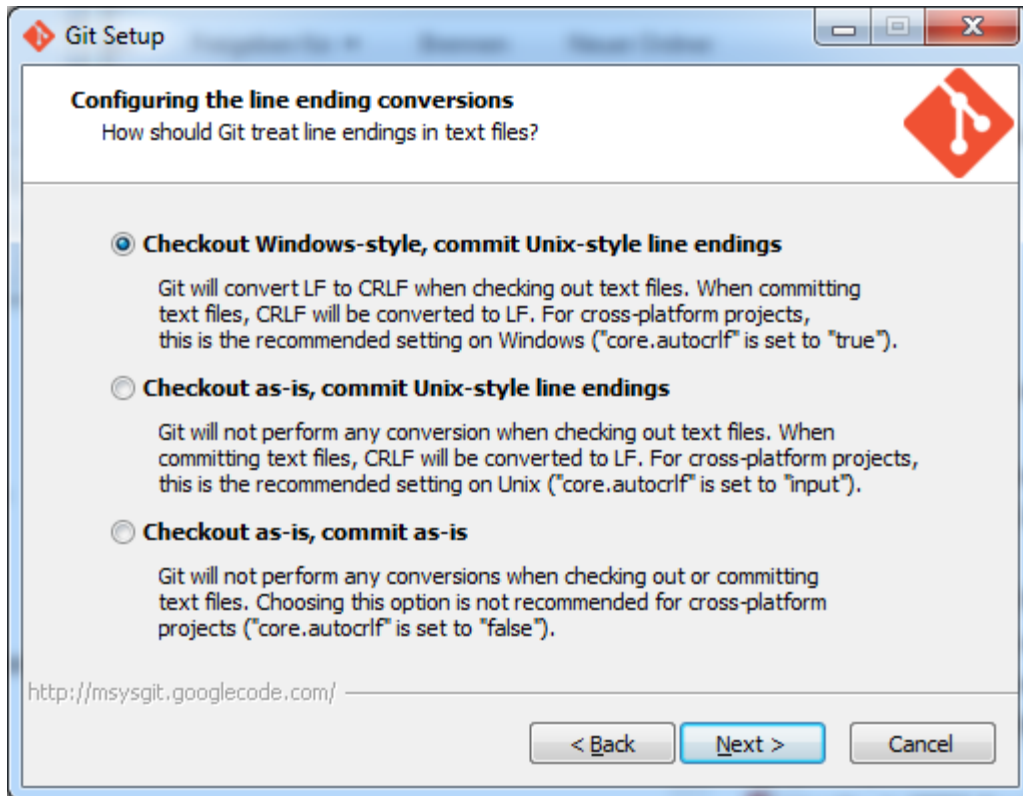 Git Setup
Configuring the line ending conversions
How should Git treat line endings in text files?
Checkout Windows-style, commit Unix-style line endings
Git will convert LF to CRLF when checking out text files. When committing
text files, CRLF will be converted to LF. For cross-platform projects,
this is the recommended setting on Windows ("core.autocrlf" is set to "true").
Checkout as-is, commit Unix-style line endings
Git will not perform any conversion when checking out text files. When
committing text files, CRLF will be converted to LF. For cross-platform projects,
this is the recommended setting on Unix ("core.autocrlf" is set to "input").
Checkout as-is, commit as-is
Git will not perform any conversions when checking out or committing
text files. Choosing this option is not recommended for cross-platform
projects ("core.autocrlf" is set to "false").
http://msysgit.googlecode.com/
< Back
Next >
Cancel